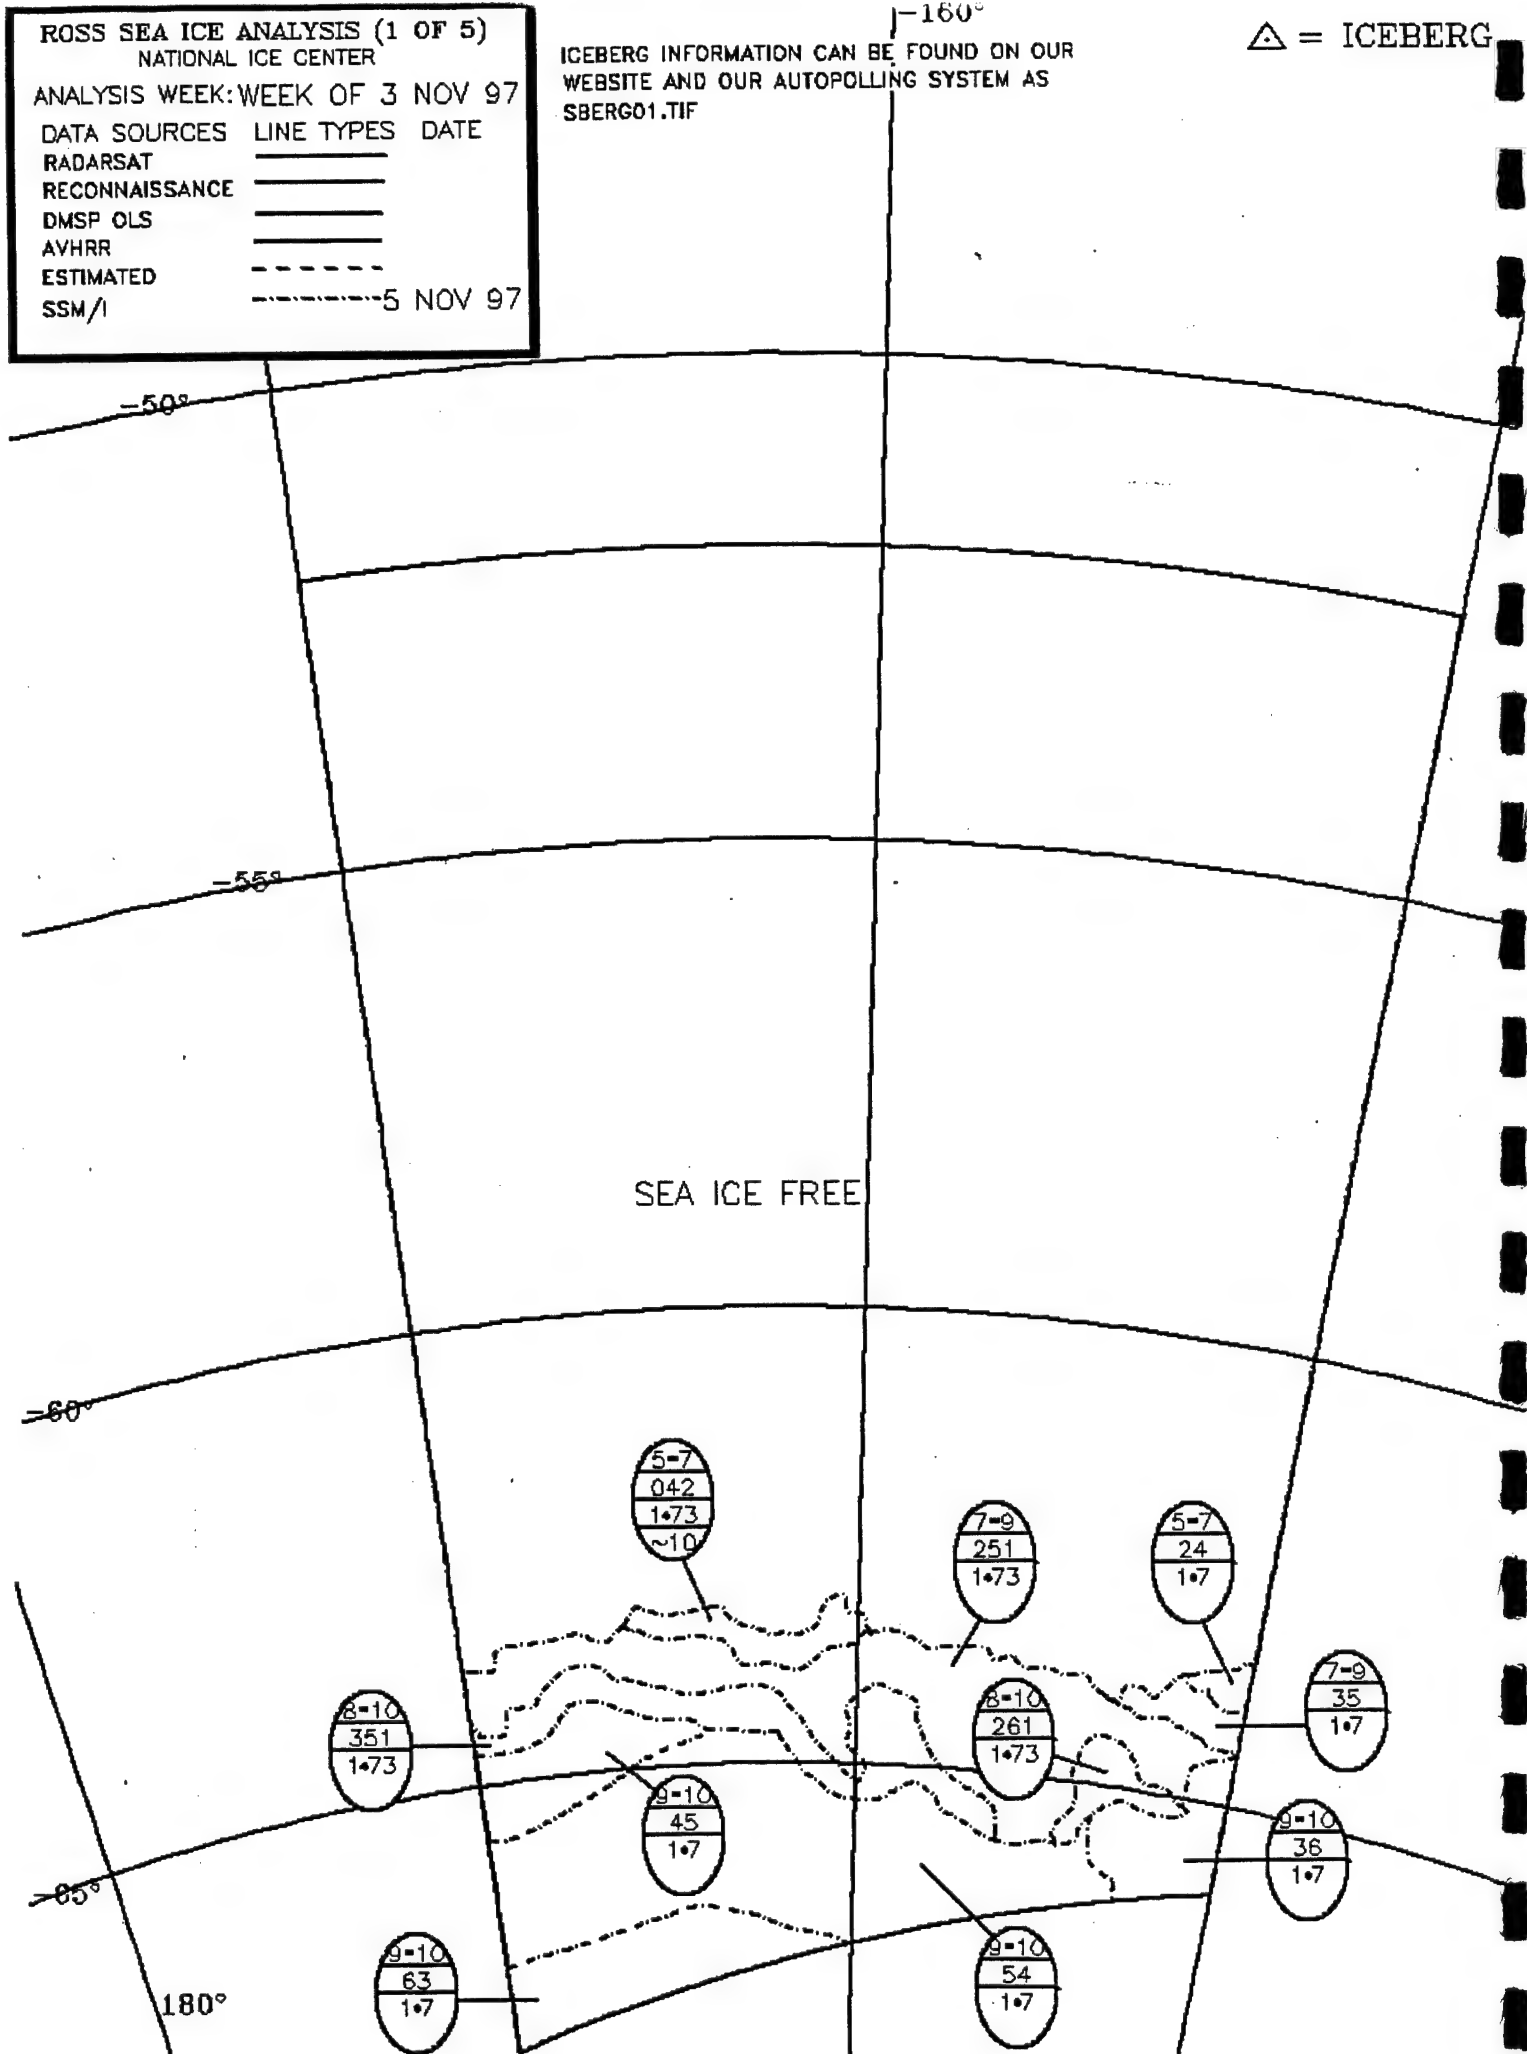 ROSS SEA ICE ANALYSIS (1 OF 5)
NATIONAL ICE CENTER
ANALYSIS WEEK: WEEK OF 3 NOV 97
DATA SOURCES LINE TYPES DATE
RADARSAT
RECONNAISSANCE
DMSP OLS
AVHRR
ESTIMATED
SSM/I 5 NOV 97
-160°
ICEBERG INFORMATION CAN BE FOUND ON OUR
WEBSITE AND OUR AUTOPOLLING SYSTEM AS
SBERG01.TIF
△ = ICEBERG
-50°
-55°
SEA ICE FREE
-60°
5-7
042
1•73
~10
7-9
251
1•73
5-7
24
1•7
7-9
35
1•7
8-10
351
1•73
8-10
261
1•73
9-10
45
1•7
9-10
36
1•7
-65°
9-10
63
1•7
9-10
54
1•7
180°